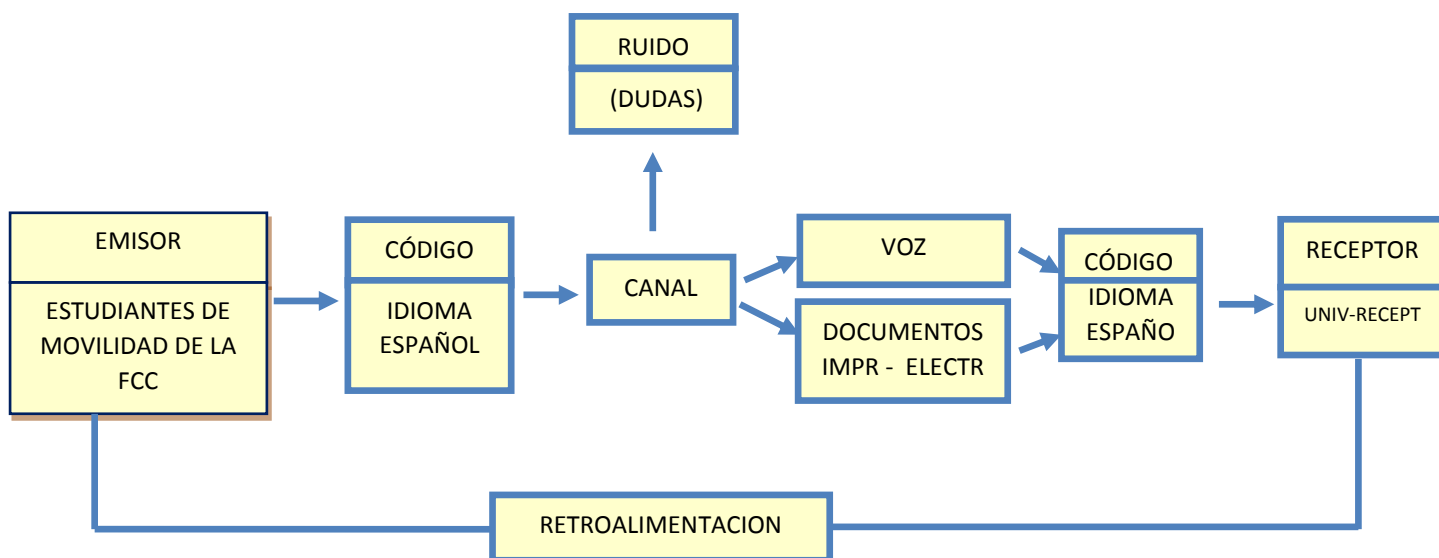 RUIDO
(DUDAS)
EMISOR
ESTUDIANTES DE
MOVILIDAD DE LA
FCC
CÓDIGO
IDIOMA
ESPAÑOL
CANAL
VOZ
DOCUMENTOS
IMPR - ELECTR
CÓDIGO
IDIOMA
ESPAÑO
RECEPTOR
UNIV-RECEPT
RETROALIMENTACION